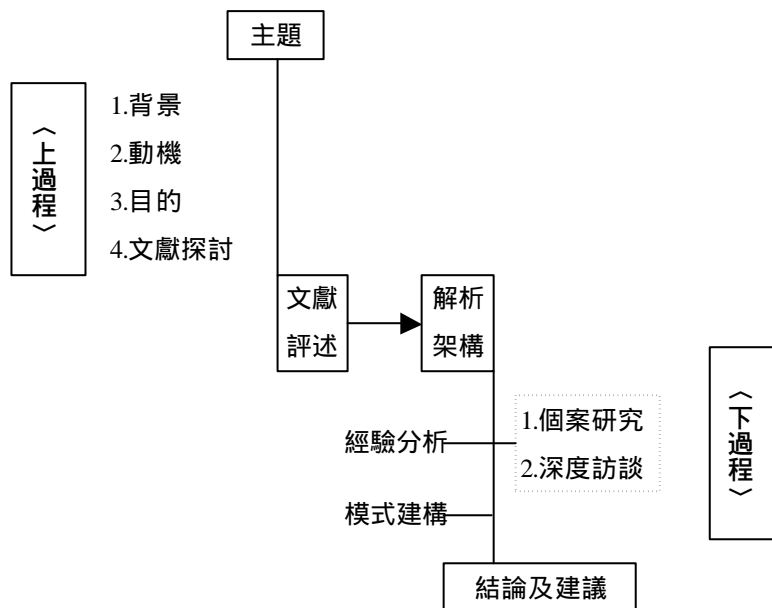 主題
〈上過程〉
1.背景
2.動機
3.目的
4.文獻探討
文獻
評述
解析
架構
〈下過程〉
1.個案研究
經驗分析
2.深度訪談
模式建構
結論及建議